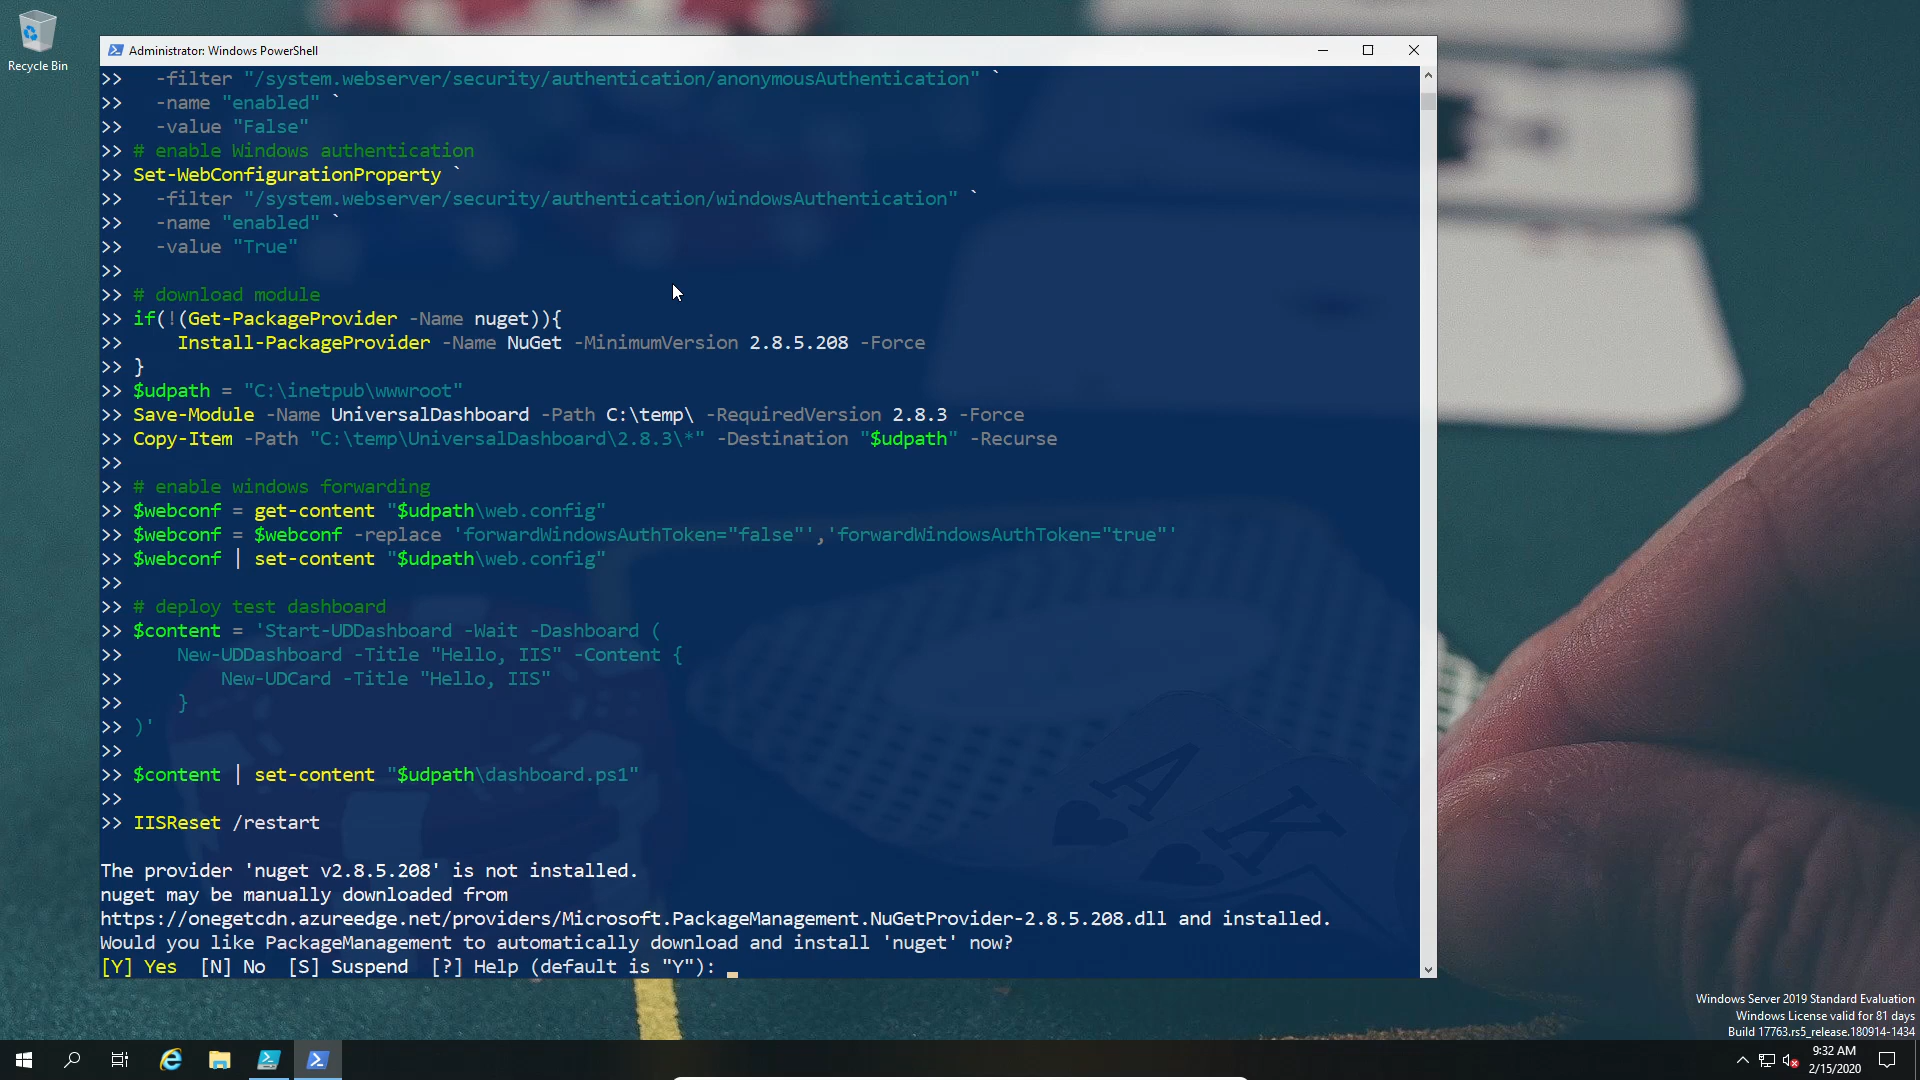 Recycle Bin
Administrator: Windows PowerShell
>>   -filter "/system.webserver/security/authentication/anonymousAuthentication" `
>>   -name "enabled" `
>>   -value "False"
>> # enable Windows authentication
>> Set-WebConfigurationProperty `
>>   -filter "/system.webserver/security/authentication/windowsAuthentication" `
>>   -name "enabled" `
>>   -value "True"
>>
>> # download module
>> if(!(Get-PackageProvider -Name nuget)){
>>     Install-PackageProvider -Name NuGet -MinimumVersion 2.8.5.208 -Force
>> }
>> $udpath = "C:\inetpub\wwwroot"
>> Save-Module -Name UniversalDashboard -Path C:\temp\ -RequiredVersion 2.8.3 -Force
>> Copy-Item -Path "C:\temp\UniversalDashboard\2.8.3\*" -Destination "$udpath" -Recurse
>>
>> # enable windows forwarding
>> $webconf = get-content "$udpath\web.config"
>> $webconf = $webconf -replace 'forwardWindowsAuthToken="false"','forwardWindowsAuthToken="true"'
>> $webconf | set-content "$udpath\web.config"
>>
>> # deploy test dashboard
>> $content = 'Start-UDDashboard -Wait -Dashboard (
>>     New-UDDashboard -Title "Hello, IIS" -Content {
>>         New-UDCard -Title "Hello, IIS"
>>     }
>> )'
>>
>> $content | set-content "$udpath\dashboard.ps1"
>>
>> IISReset /restart
The provider 'nuget v2.8.5.208' is not installed.
nuget may be manually downloaded from
https://onegetcdn.azureedge.net/providers/Microsoft.PackageManagement.NuGetProvider-2.8.5.208.dll and installed.
Would you like PackageManagement to automatically download and install 'nuget' now?
[Y] Yes  [N] No  [S] Suspend  [?] Help (default is "Y"):
A
K
Windows Server 2019 Standard Evaluation
Windows License valid for 81 days
Build 17763.rs5_release.180914-1434
9:32 AM
2/15/2020